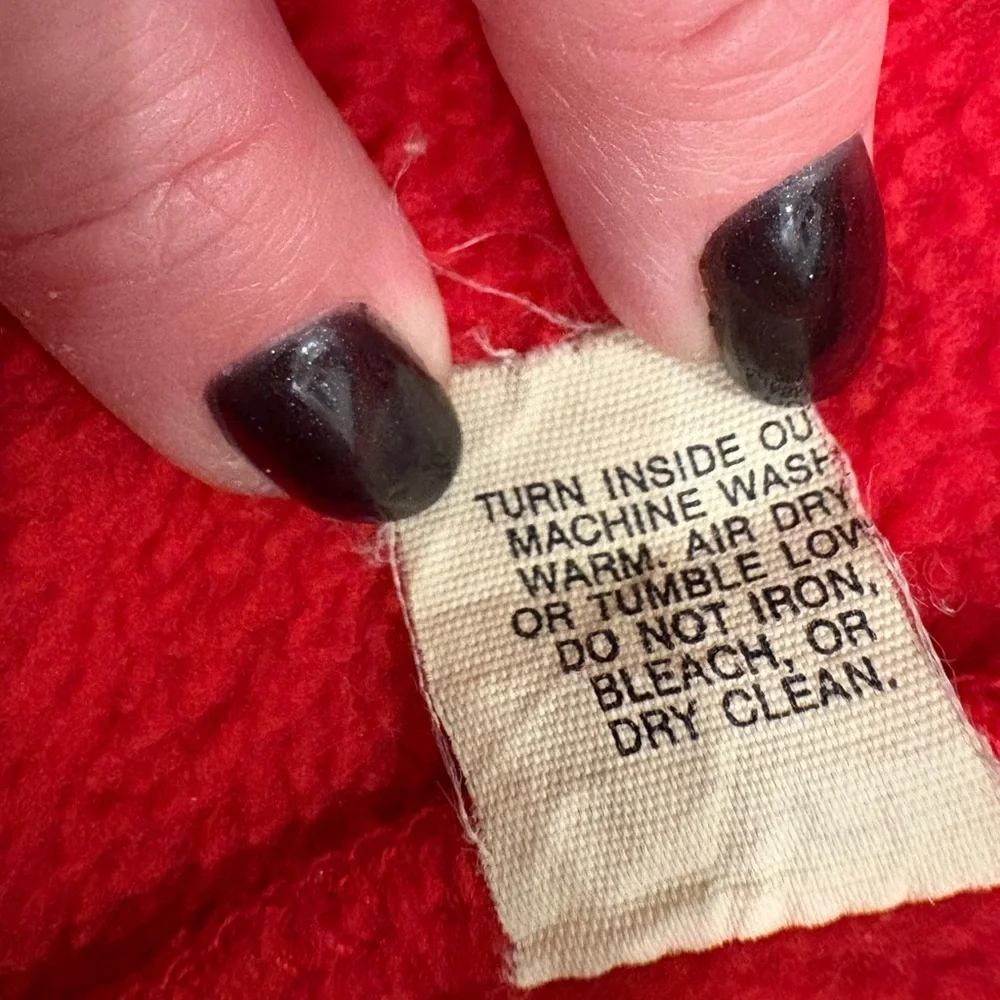 TURN INSIDE OU
MACHINE WASH
WARM. AIR DRY
OR TUMBLE LOW
DO NOT IRON,
BLEACH, OR
DRY CLEAN.